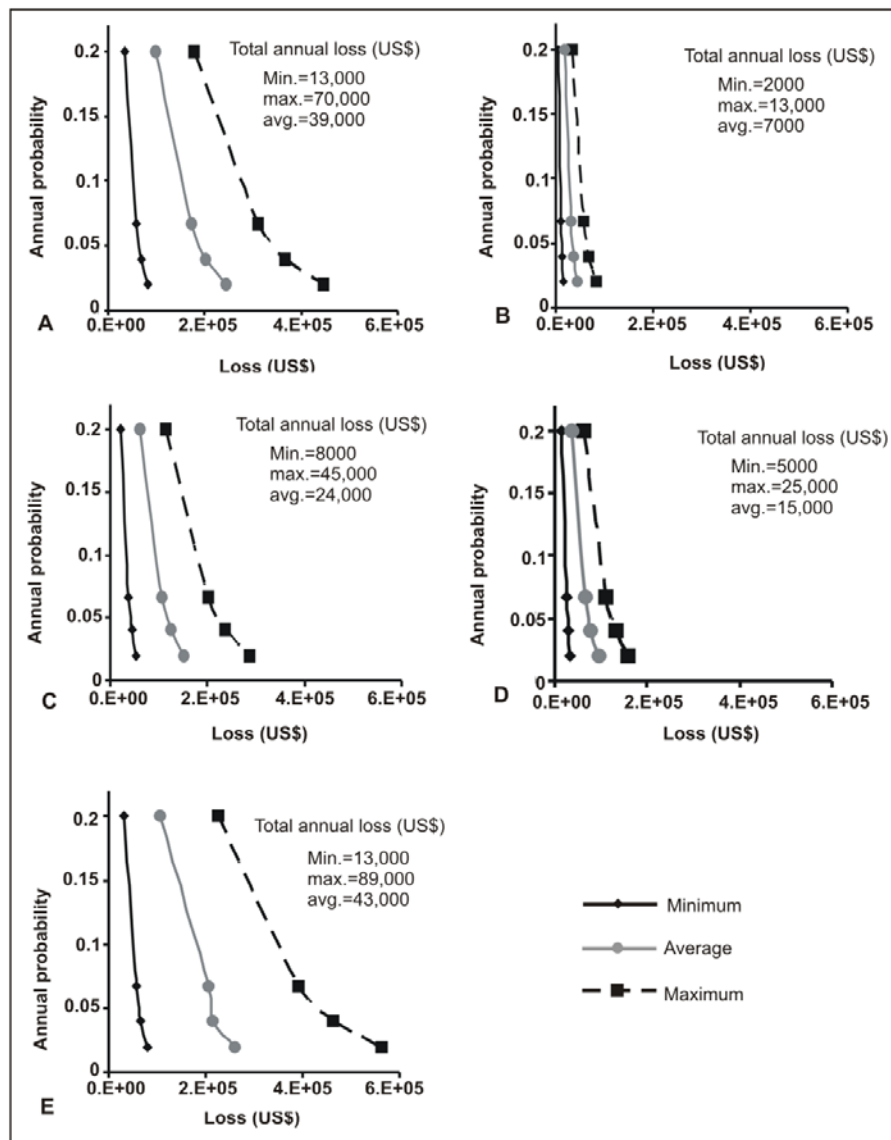 Total annual loss (US$)
Min.=13,000
max.=70,000
avg.=39,000
Annual probability
0.2
0.15
0.1
0.05
0
A
0.E+00 2.E+05 4.E+05 6.E+05
Loss (US$)
Total annual loss (US$)
Min.=2000
max.=13,000
avg.=7000
Annual probability
0.2
0.15
0.1
0.05
0
B
0.E+00 2.E+05 4.E+05 6.E+05
Loss (US$)
Total annual loss (US$)
Min.=8000
max.=45,000
avg.=24,000
Annual probability
0.2
0.15
0.1
0.05
0
C
0.E+00 2.E+05 4.E+05 6.E+05
Loss (US$)
Total annual loss (US$)
Min.=5000
max.=25,000
avg.=15,000
Annual probability
0.2
0.15
0.1
0.05
0
D
0.E+00 2.E+05 4.E+05 6.E+05
Loss (US$)
Total annual loss (US$)
Min.=13,000
max.=89,000
avg.=43,000
Annual probability
0.2
0.15
0.1
0.05
0
E
0.E+00 2.E+05 4.E+05 6.E+05
Loss (US$)
Minimum
Average
Maximum